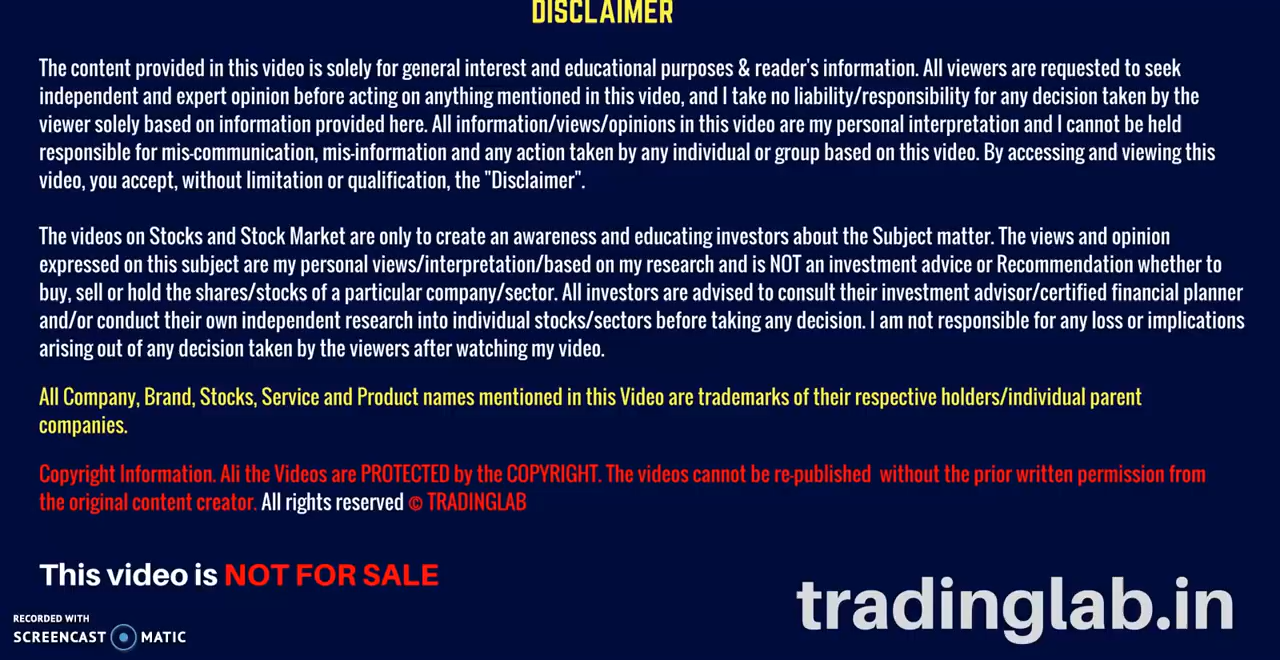 DISCLAIMER
The content provided in this video is solely for general interest and educational purposes & reader's information. All viewers are requested to seek
independent and expert opinion before acting on anything mentioned in this video, and I take no liability/responsibility for any decision taken by the
viewer solely based on information provided here. All information/views/opinions in this video are my personal interpretation and I cannot be held
responsible for mis-communication, mis-information and any action taken by any individual or group based on this video. By accessing and viewing this
video, you accept, without limitation or qualification, the "Disclaimer".
The videos on Stocks and Stock Market are only to create an awareness and educating investors about the Subject matter. The views and opinion
expressed on this subject are my personal views/interpretation/based on my research and is NOT an investment advice or Recommendation whether to
buy, sell or hold the shares/stocks of a particular company/sector. All investors are advised to consult their investment advisor/certified financial planner
and/or conduct their own independent research into individual stocks/sectors before taking any decision. I am not responsible for any loss or implications
arising out of any decision taken by the viewers after watching my video.
All Company, Brand, Stocks, Service and Product names mentioned in this Video are trademarks of their respective holders/individual parent
companies.
Copyright Information. Ali the Videos are PROTECTED by the COPYRIGHT. The videos cannot be re-published without the prior written permission from
the original content creator. All rights reserved © TRADINGLAB
This video is NOT FOR SALE
tradinglab.in
RECORDED WITH
SCREENCAST MATIC